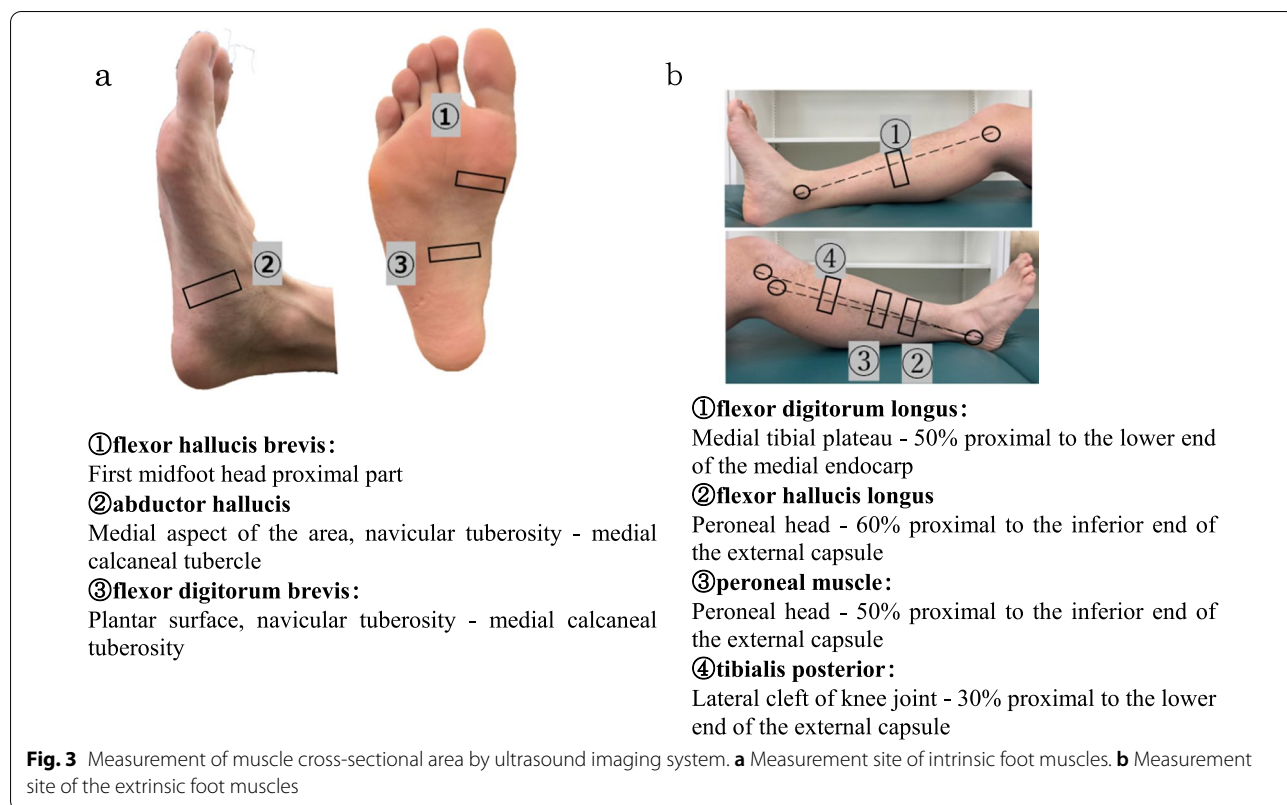 a
①
②
③
b
①
④
③
②
①flexor hallucis brevis:
First midfoot head proximal part
②abductor hallucis
Medial aspect of the area, navicular tuberosity - medial
calcaneal tubercle
③flexor digitorum brevis:
Plantar surface, navicular tuberosity - medial calcaneal
tuberosity
①flexor digitorum longus:
Medial tibial plateau - 50% proximal to the lower end
of the medial endocarp
②flexor hallucis longus
Peroneal head - 60% proximal to the inferior end of
the external capsule
③peroneal muscle:
Peroneal head - 50% proximal to the inferior end of
the external capsule
④tibialis posterior:
Lateral cleft of knee joint - 30% proximal to the lower
end of the external capsule
Fig. 3 Measurement of muscle cross-sectional area by ultrasound imaging system. a Measurement site of intrinsic foot muscles. b Measurement
site of the extrinsic foot muscles